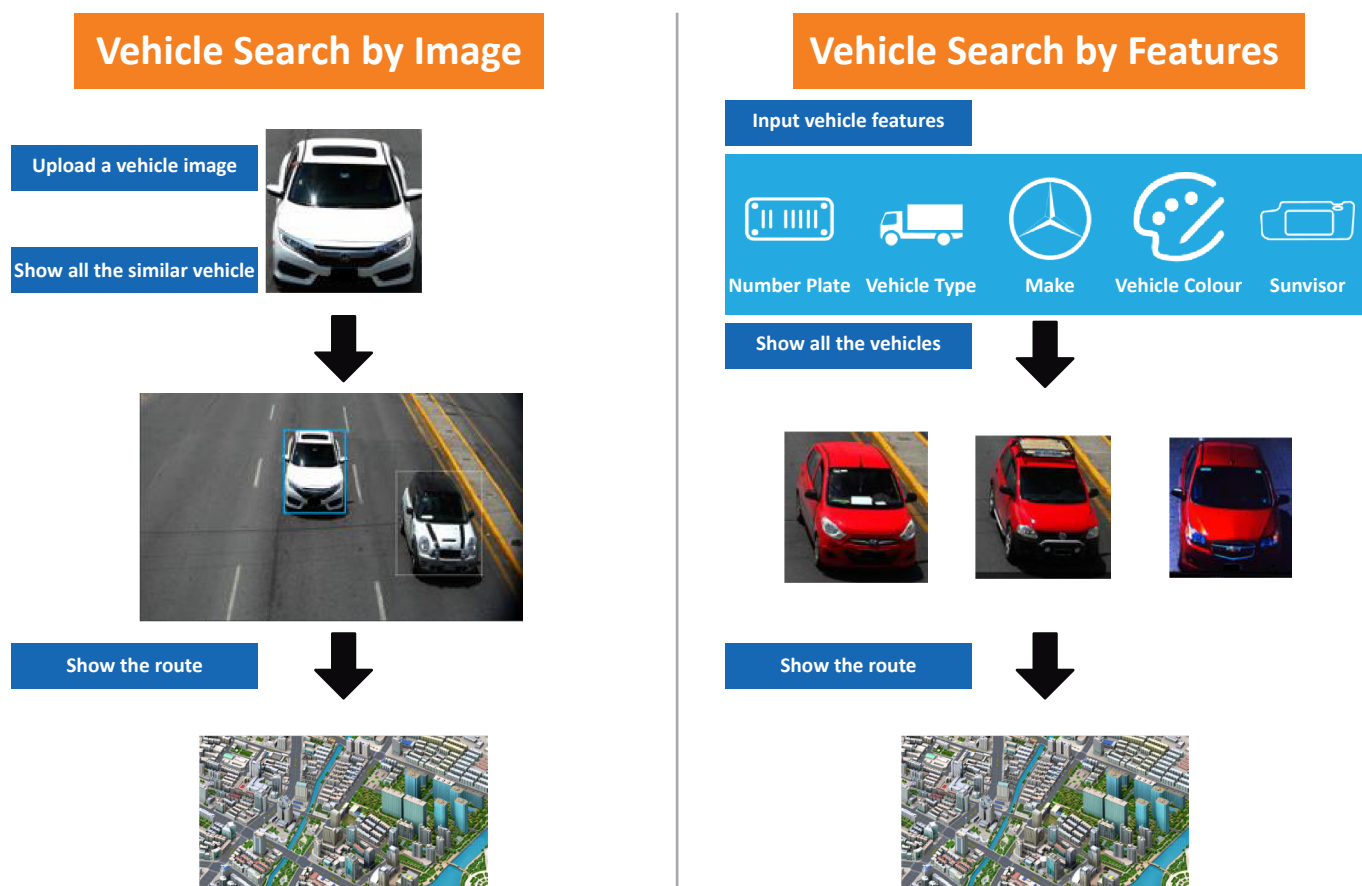 Vehicle Search by Image
Upload a vehicle image
Show all the similar vehicle
Show the route
Vehicle Search by Features
Input vehicle features
Number Plate
Vehicle Type
Make
Vehicle Colour
Sunvisor
Show all the vehicles
Show the route